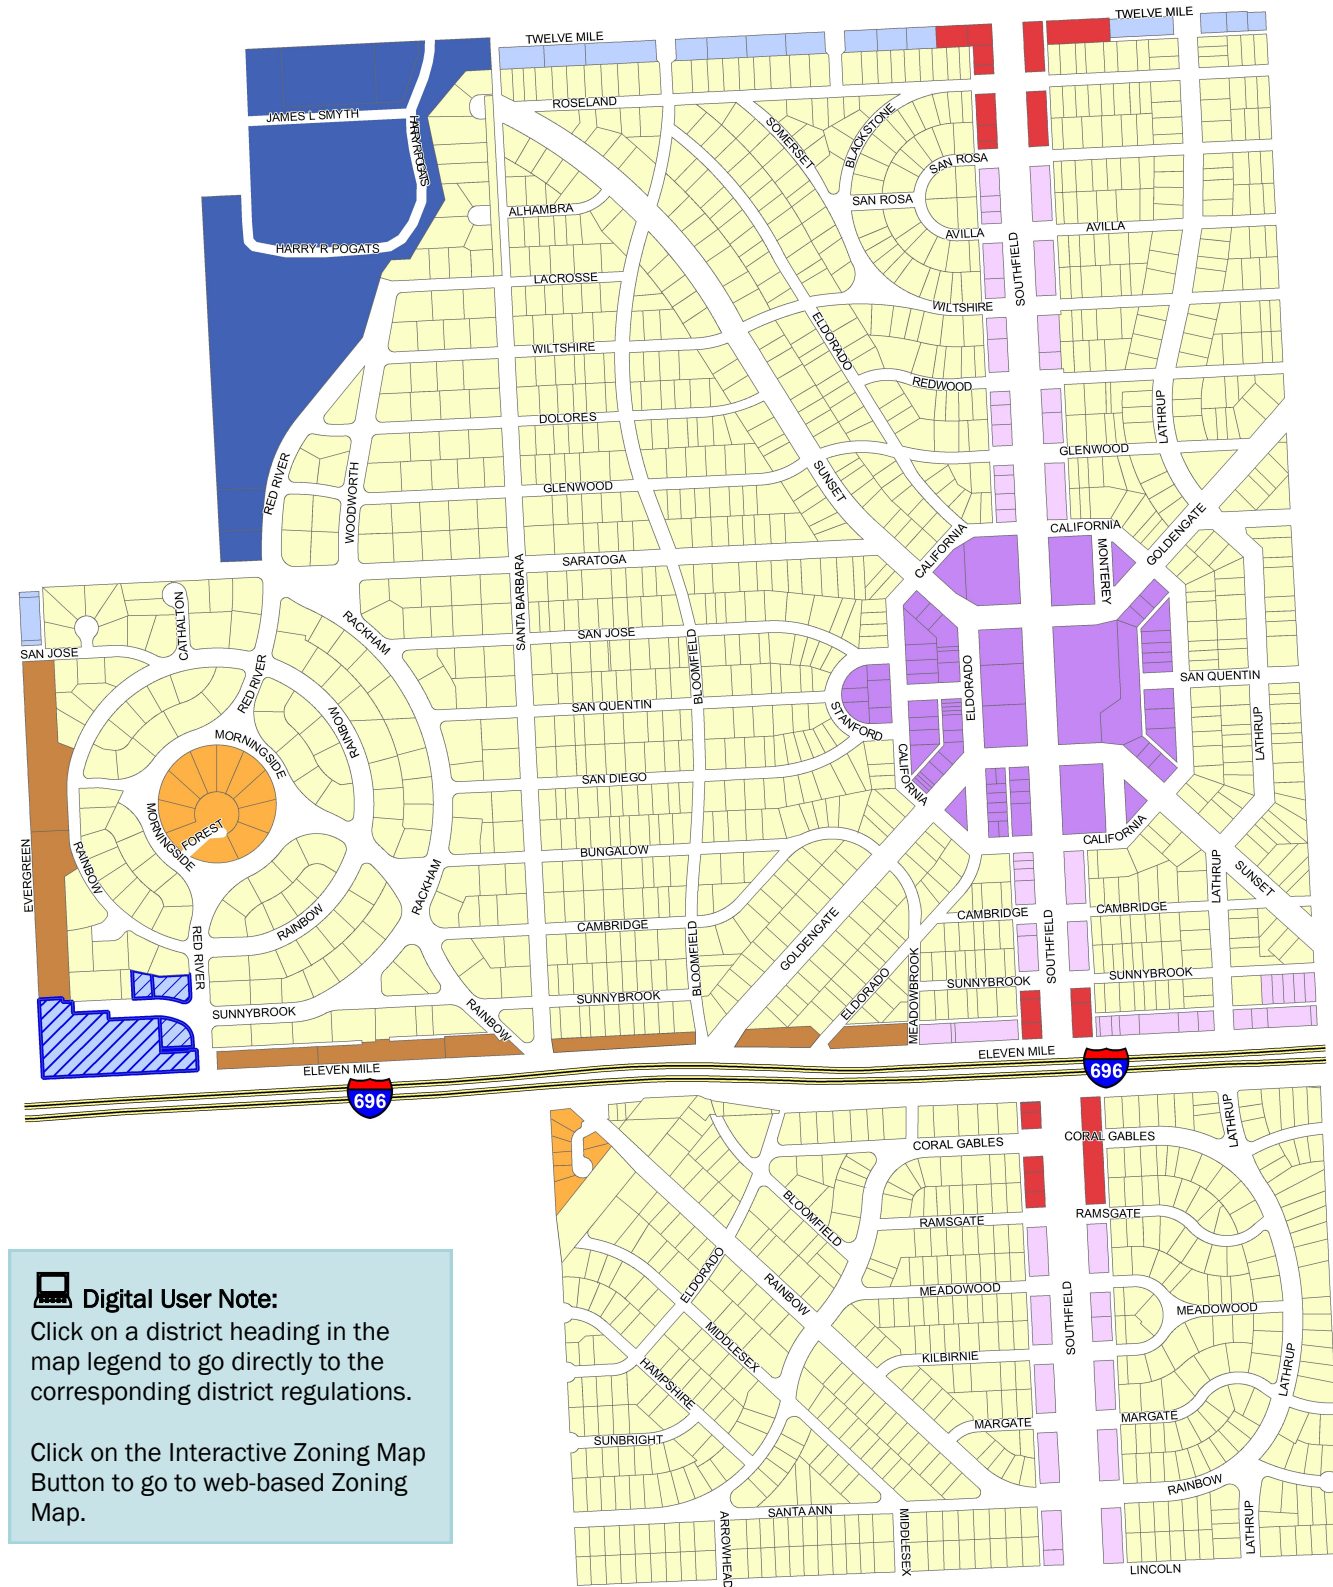 TWELVE MILE
TWELVE MILE
ROSELAND
JAMES L SMYTH
HARRY R POGATS
SOMERSET
BLACKSTONE
SAN ROSA
SAN ROSA
ALHAMBRA
AVILLA
AVILLA
HARRY R POGATS
SOUTHFIELD
LACROSSE
WILTSHIRE
ELDORADO
WILTSHIRE
REDWOOD
DOLORES
LATHRUP
GLENWOOD
RED RIVER
WOODWORTH
GLENWOOD
SUNSET
CALIFORNIA
GOLDENGATE
CALIFORNIA
MONTEREY
SANTA BARBARA
SARATOGA
CATHALTON
RACKHAM
SAN JOSE
BLOOMFIELD
SAN JOSE
RED RIVER
ELDORADO
SAN QUENTIN
SAN QUENTIN
RAINBOW
STANFORD
LATHRUP
MORNINGSIDE
SAN DIEGO
CALIFORNIA
MORNINGSIDE
FOREST
CALIFORNIA
BUNGALOW
EVERGREEN
RAINBOW
RACKHAM
LATHRUP
SUNSET
RAINBOW
CAMBRIDGE
CAMBRIDGE
CAMBRIDGE
GOLDENGATE
RED RIVER
BLOOMFIELD
SOUTHFIELD
SUNNYBROOK
SUNNYBROOK
SUNNYBROOK
ELDORADO
MEADOWBROOK
SUNNYBROOK
RAINBOW
ELEVEN MILE
ELEVEN MILE
696
696
LATHRUP
CORAL GABLES
CORAL GABLES
BLOOMFIELD
RAMSGATE
RAMSGATE
ELDORADO
RAINBOW
MEADOWOOD
MEADOWOOD
SOUTHFIELD
MIDDLESEX
KILBIRNIE
HAMPSHIRE
LATHRUP
MARGATE
MARGATE
SUNBRIGHT
RAINBOW
SANTA ANN
ARROWHEAD
MIDDLESEX
LATHRUP
LINCOLN
Digital User Note:
Click on a district heading in the
map legend to go directly to the
corresponding district regulations.
Click on the Interactive Zoning Map
Button to go to web-based Zoning
Map.